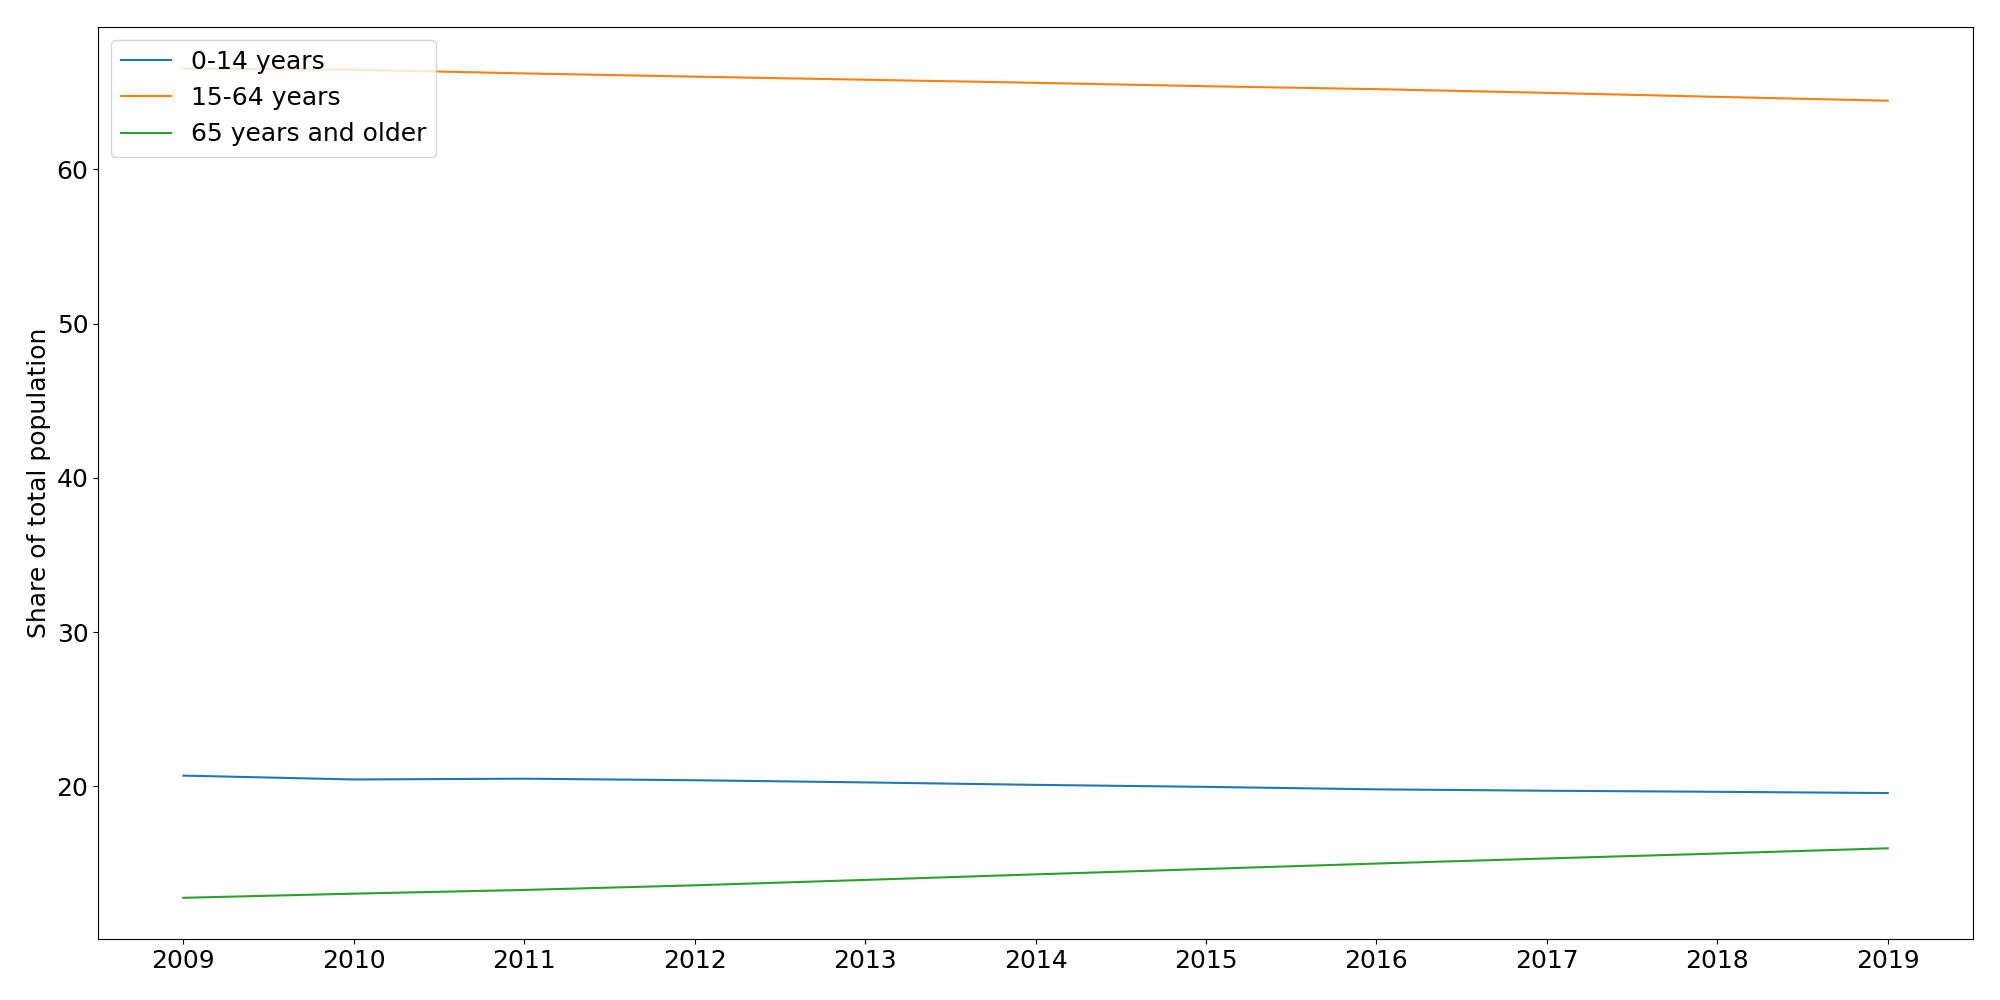 0-14 years
15-64 years
65 years and older
Share of total population
60
50
40
30
20
2009 2010 2011 2012 2013 2014 2015 2016 2017 2018 2019